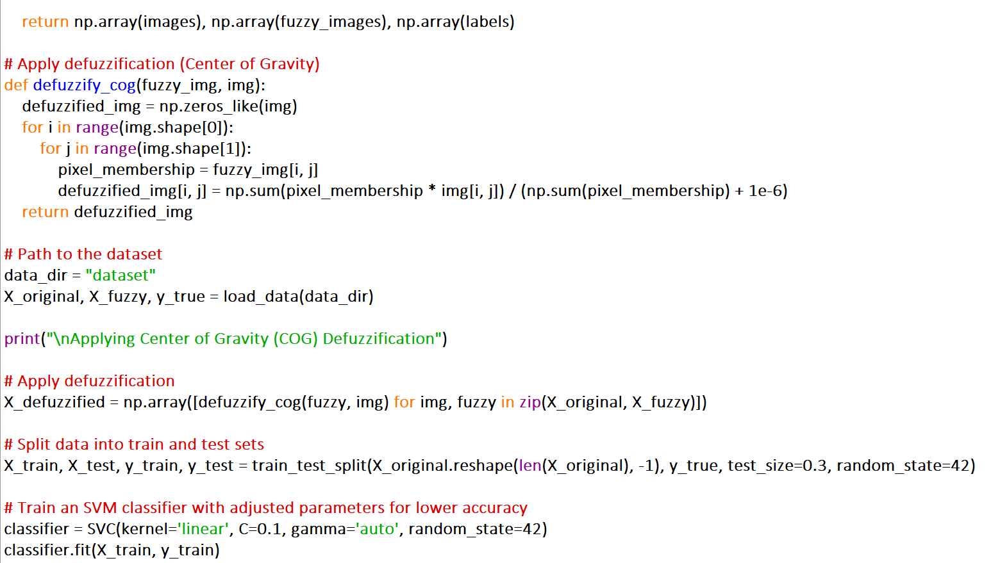 return np.array(images), np.array(fuzzy_images), np.array(labels)
# Apply defuzzification (Center of Gravity)
def defuzzify_cog(fuzzy_img, img):
defuzzified_img = np.zeros_like(img)
for i in range(img.shape[0]):
for j in range(img.shape[1]):
pixel_membership = fuzzy_img[i, j]
defuzzified_img[i, j] = np.sum(pixel_membership * img[i, j]) / (np.sum(pixel_membership) + 1e-6)
return defuzzified_img
# Path to the dataset
data_dir = "dataset"
X_original, X_fuzzy, y_true = load_data(data_dir)
print("\nApplying Center of Gravity (COG) Defuzzification")
# Apply defuzzification
X_defuzzified = np.array([defuzzify_cog(fuzzy, img) for img, fuzzy in zip(X_original, X_fuzzy)])
# Split data into train and test sets
X_train, X_test, y_train, y_test = train_test_split(X_original.reshape(len(X_original), -1), y_true, test_size=0.3, random_state=42)
# Train an SVM classifier with adjusted parameters for lower accuracy
classifier = SVC(kernel='linear', C=0.1, gamma='auto', random_state=42)
classifier.fit(X_train, y_train)